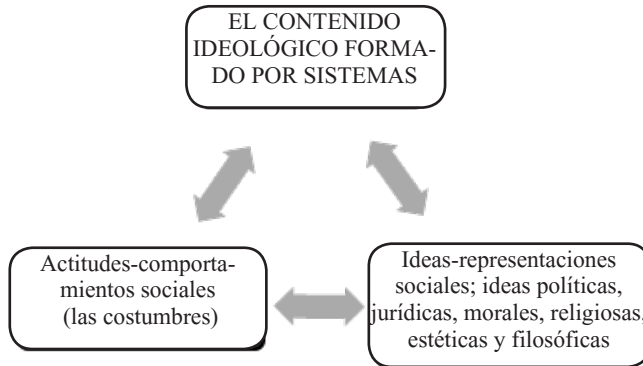 EL CONTENIDO
IDEOLÓGICO FORMA-
DO POR SISTEMAS
Actitudes-comporta-
mientos sociales
(las costumbres)
Ideas-representaciones
sociales; ideas políticas,
jurídicas, morales, religiosas,
estéticas y filosóficas